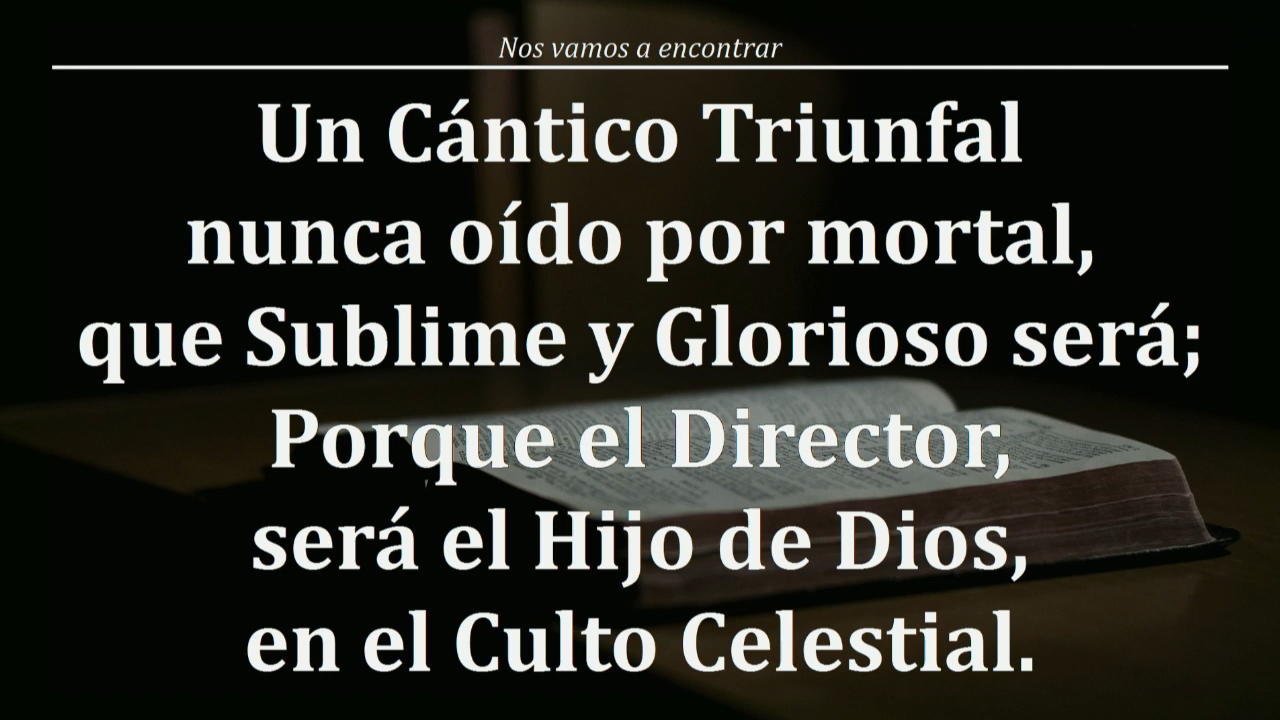 Nos vamos a encontrar
Un Cántico Triunfal
nunca oído por mortal,
que Sublime y Glorioso será;
Porque el Director,
será el Hijo de Dios,
en el Culto Celestial.